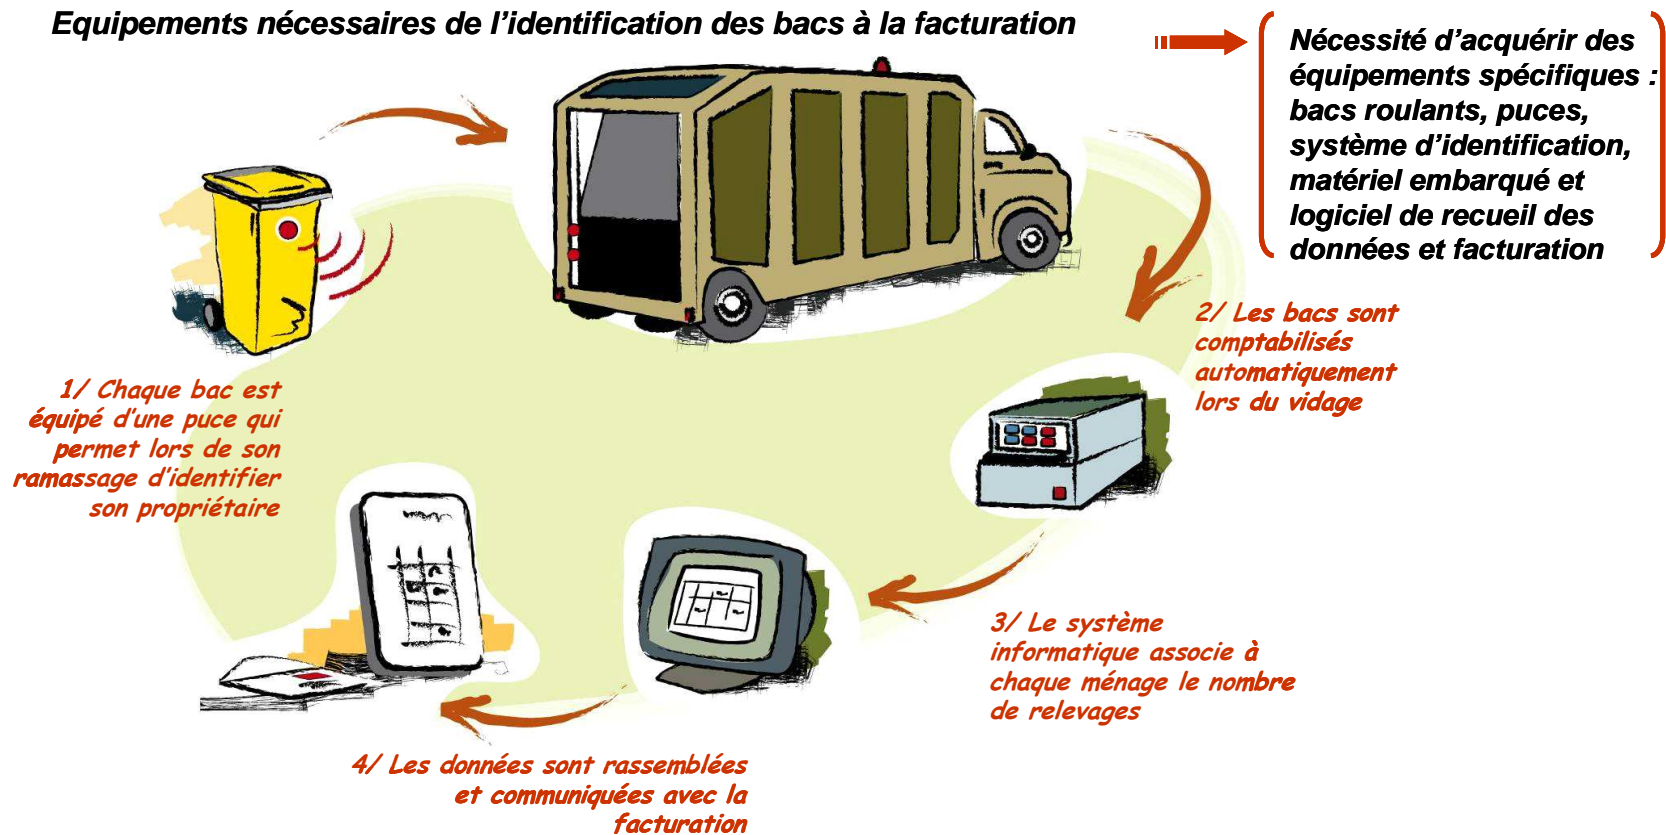 Equipements nécessaires de l’identification des bacs à la facturation
Nécessité d’acquérir des
équipements spécifiques :
bacs roulants, puces,
système d’identification,
matériel embarqué et
logiciel de recueil des
données et facturation
1/ Chaque bac est
équipé d’une puce qui
permet lors de son
ramassage d’identifier
son propriétaire
2/ Les bacs sont
comptabilisés
automatiquement
lors du vidage
3/ Le système
informatique associe à
chaque ménage le nombre
de relevages
4/ Les données sont rassemblées
et communiquées avec la
facturation